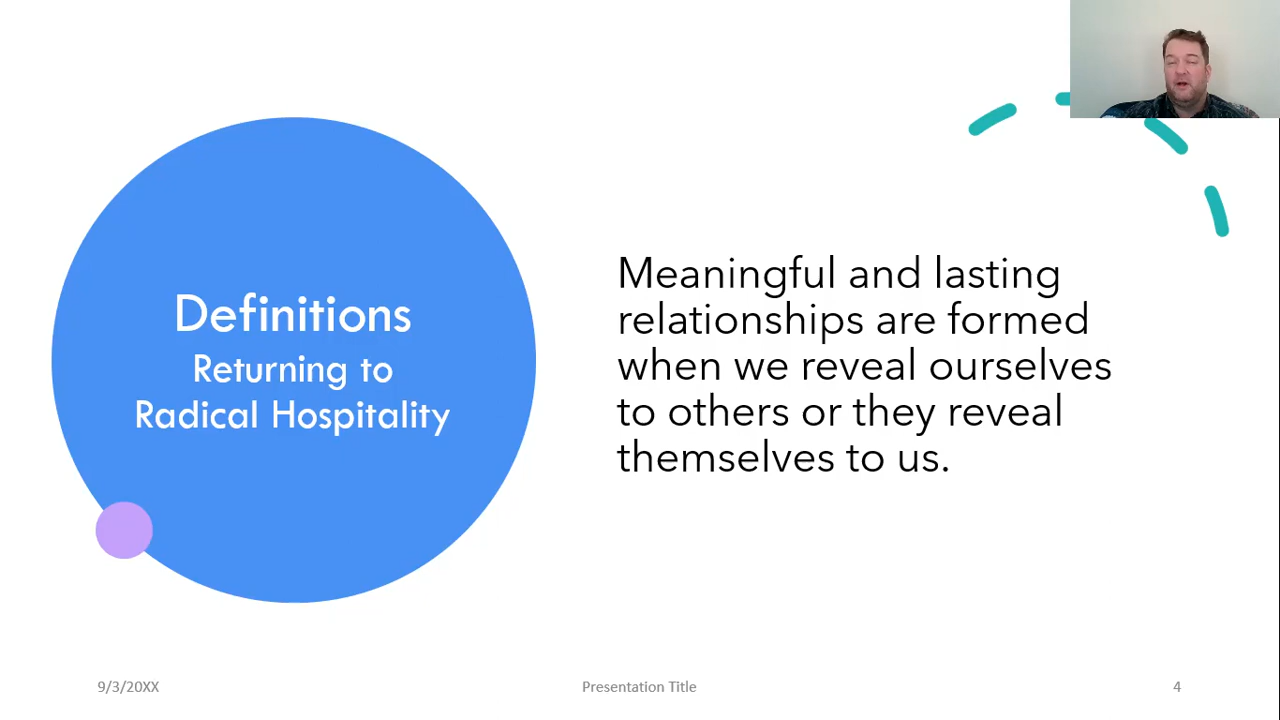 Definitions
Returning to
Radical Hospitality
Meaningful and lasting
relationships are formed
when we reveal ourselves
to others or they reveal
themselves to us.
9/3/20XX
Presentation Title
4